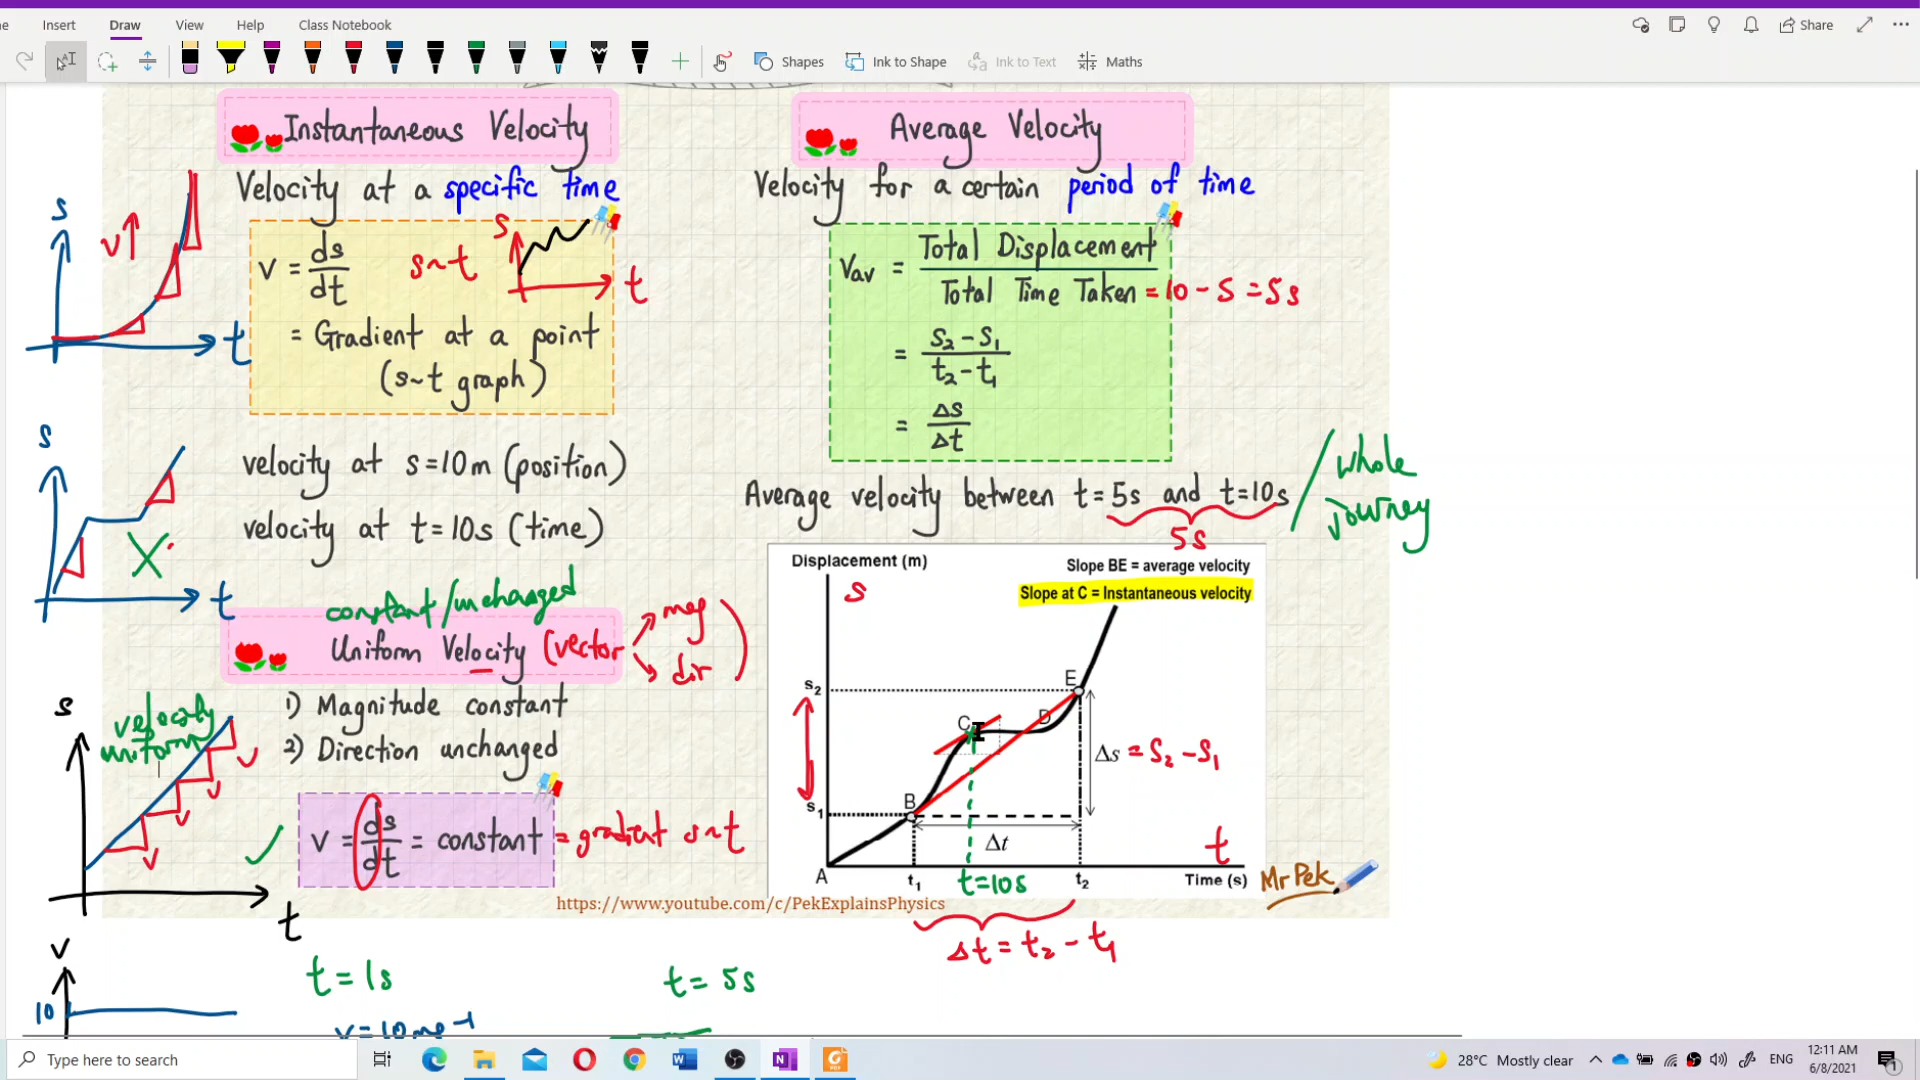 Insert Draw View Help Class Notebook Share
Shapes Ink to Shape Ink to Text Maths
Instantaneous Velocity
Velocity at a specific time
v = ds/dt
s~t
s
t
= Gradient at a point
(s~t graph)
s
v↑
t
s
X
t
velocity at s=10m (position)
velocity at t=10s (time)
constant/unchanged
Uniform Velocity (vector → mag
→ dir)
1) Magnitude constant
2) Direction unchanged
v = ds/dt = constant = gradient s~t
s
velocity
uniform
t
v
10
t = 1s
v=10ms⁻¹
t = 5s
Average Velocity
Velocity for a certain period of time
Vav = Total Displacement / Total Time Taken = 10 - 5 = 5s
= s₂-s₁ / t₂-t₁
= Δs / Δt
Average velocity between t=5s and t=10s / whole journey
5s
Displacement (m)
s
Slope BE = average velocity
Slope at C = Instantaneous velocity
s₂
E
C
D
Δs = s₂ - s₁
s₁
B
Δt
t
A
t₁
t=10s
t₂
Time (s)
Mr Pek
https://www.youtube.com/c/PekExplainsPhysics
Δt = t₂ - t₁
Type here to search
28°C Mostly clear
ENG
12:11 AM
6/8/2021
1